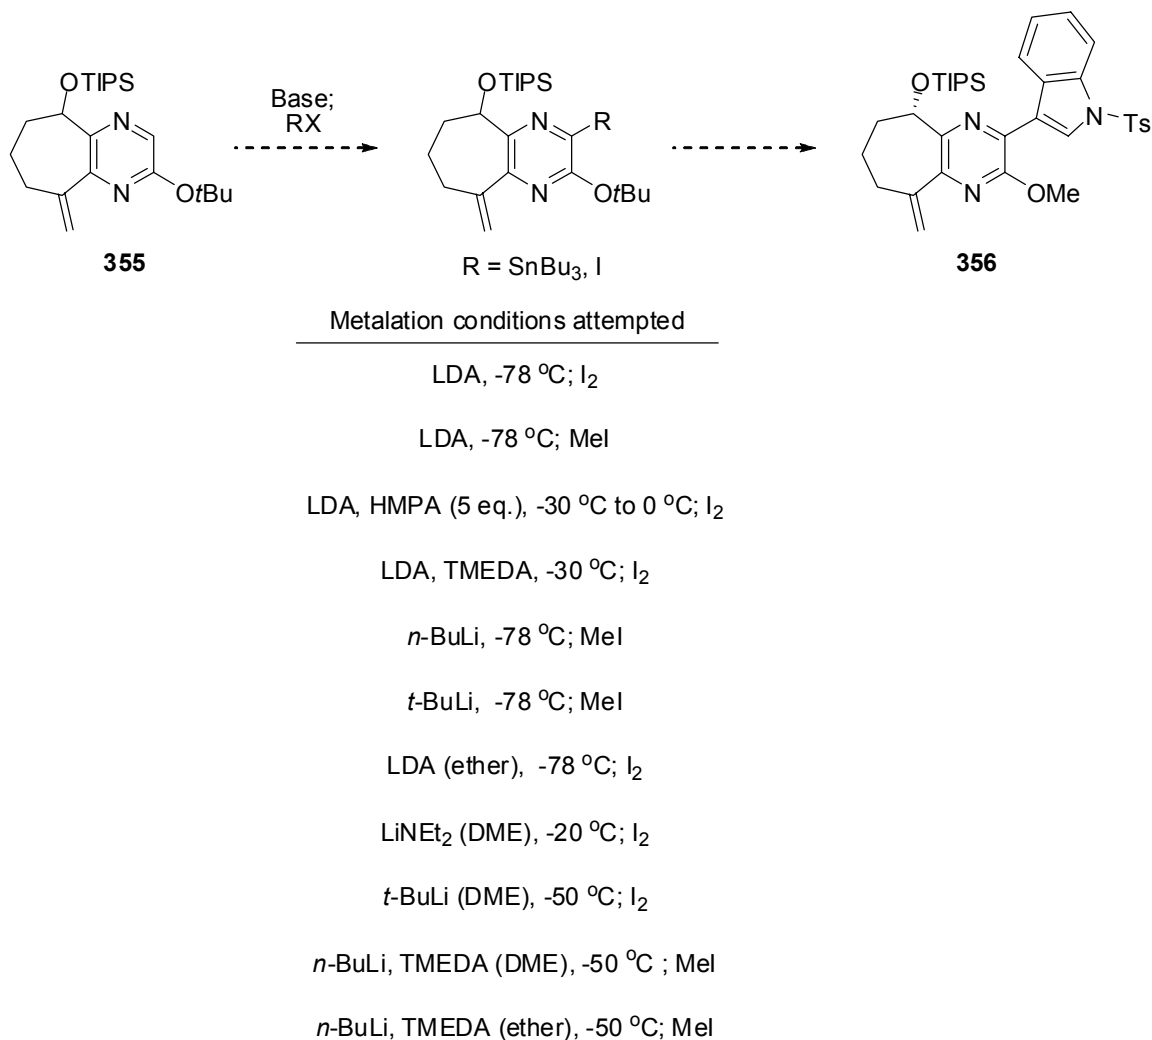 OTIPS
N
N
OtBu
355
Base;
RX
OTIPS
N
R
N
OtBu
R = SnBu3, I
OTIPS
N
N
OMe
N
Ts
356
Metalation conditions attempted
LDA, -78 °C; I2
LDA, -78 °C; MeI
LDA, HMPA (5 eq.), -30 °C to 0 °C; I2
LDA, TMEDA, -30 °C; I2
n-BuLi, -78 °C; MeI
t-BuLi, -78 °C; MeI
LDA (ether), -78 °C; I2
LiNEt2 (DME), -20 °C; I2
t-BuLi (DME), -50 °C; I2
n-BuLi, TMEDA (DME), -50 °C ; MeI
n-BuLi, TMEDA (ether), -50 °C; MeI